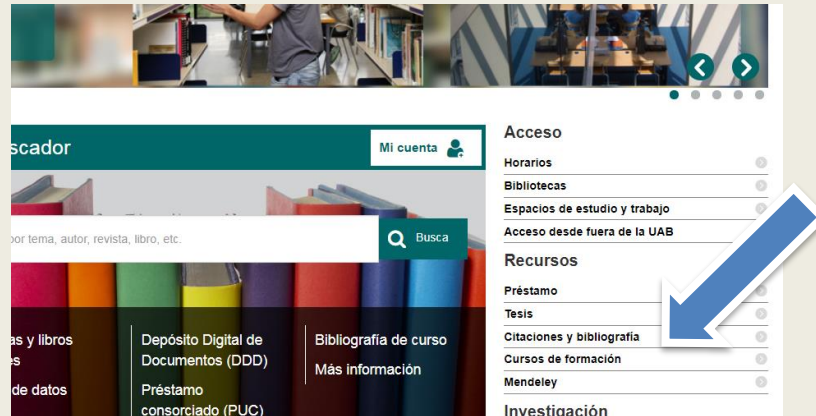 scador
Mi cuenta
por tema, autor, revista, libro, etc.
Busca
as y libros
es
de datos
Depósito Digital de
Documentos (DDD)
Préstamo
consorciado (PUC)
Bibliografía de curso
Más información
Acceso
Horarios
Bibliotecas
Espacios de estudio y trabajo
Acceso desde fuera de la UAB
Recursos
Préstamo
Tesis
Citaciones y bibliografía
Cursos de formación
Mendeley
Investigación